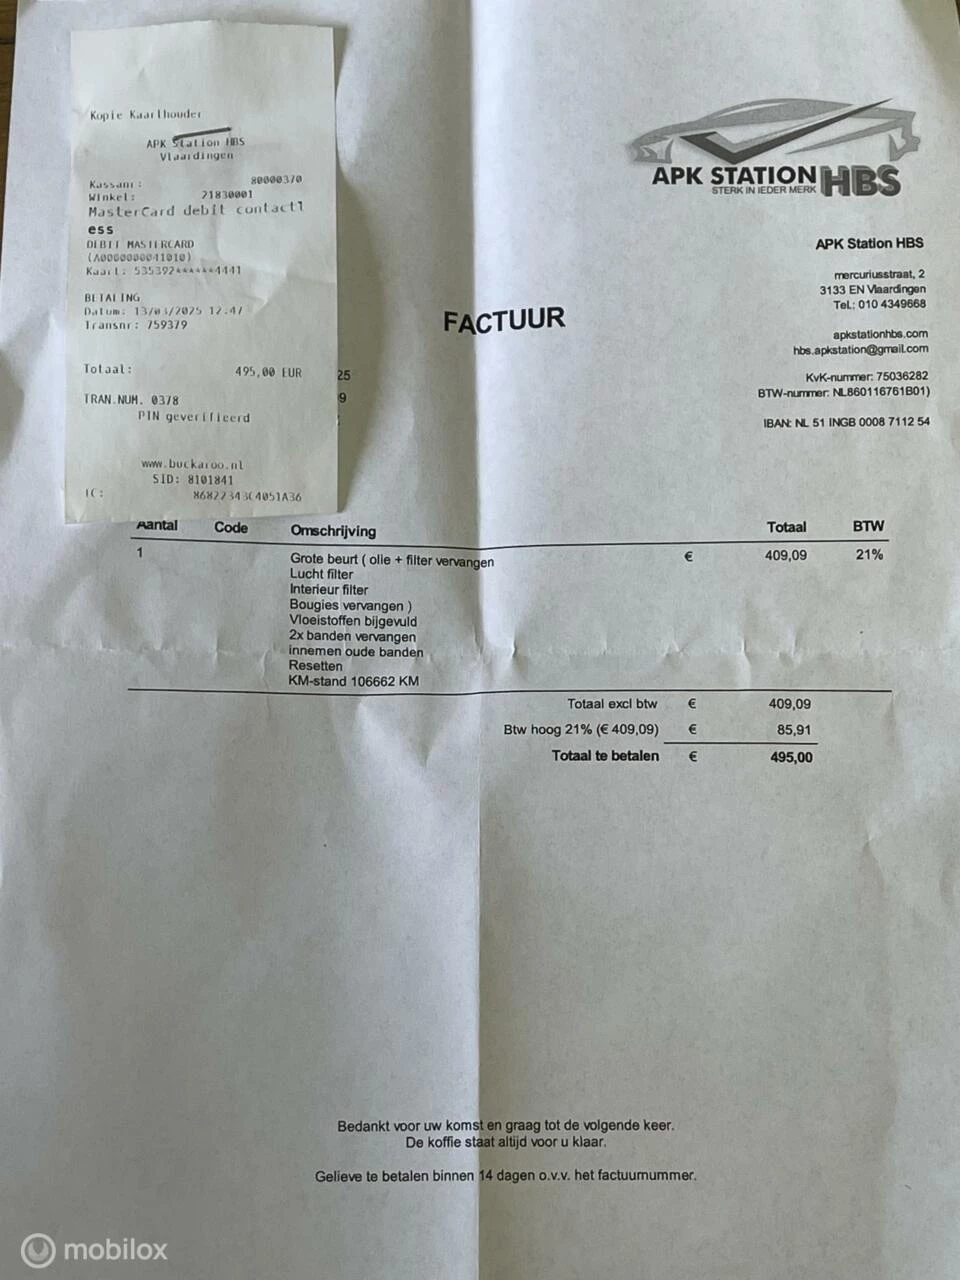 Kopie Kaarthouder
APK Station HBS
Vlaardingen
Kassanr: 80000370
Winkel: 21830001
MasterCard debit contactl
ess
DEBIT MASTERCARD
(A0000000041010)
Kaart: 535392******4441
BETALING
Datum: 13/03/2025 12:47
Transnr: 759379
Totaal: 495,00 EUR
TRAN.NUM. 0378
PIN geverifieerd
www.buckaroo.nl
SID: 8101841
IC: 86822343C4051A36
APK STATION HBS
STERK IN IEDER MERK
APK Station HBS
mercuriusstraat, 2
3133 EN Vlaardingen
Tel.: 010 4349668
apkstationhbs.com
hbs.apkstation@gmail.com
KvK-nummer: 75036282
BTW-nummer: NL860116761B01)
IBAN: NL 51 INGB 0008 7112 54
FACTUUR
25
9
Aantal Code Omschrijving Totaal BTW
1 Grote beurt ( olie + filter vervangen € 409,09 21%
Lucht filter
Interieur filter
Bougies vervangen )
Vloeistoffen bijgevuld
2x banden vervangen
innemen oude banden
Resetten
KM-stand 106662 KM
Totaal excl btw € 409,09
Btw hoog 21% (€ 409,09) € 85,91
Totaal te betalen € 495,00
Bedankt voor uw komst en graag tot de volgende keer.
De koffie staat altijd voor u klaar.
Gelieve te betalen binnen 14 dagen o.v.v. het factuurnummer.
mobilox